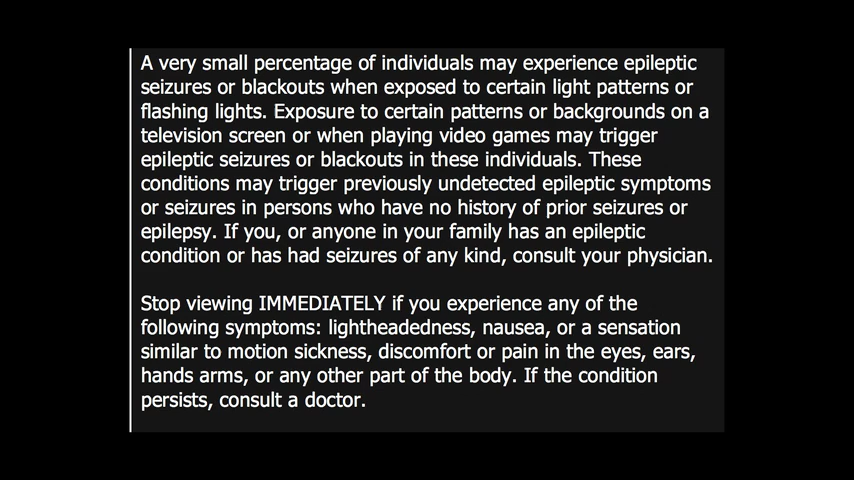 A very small percentage of individuals may experience epileptic
seizures or blackouts when exposed to certain light patterns or
flashing lights. Exposure to certain patterns or backgrounds on a
television screen or when playing video games may trigger
epileptic seizures or blackouts in these individuals. These
conditions may trigger previously undetected epileptic symptoms
or seizures in persons who have no history of prior seizures or
epilepsy. If you, or anyone in your family has an epileptic
condition or has had seizures of any kind, consult your physician.
Stop viewing IMMEDIATELY if you experience any of the
following symptoms: lightheadedness, nausea, or a sensation
similar to motion sickness, discomfort or pain in the eyes, ears,
hands arms, or any other part of the body. If the condition
persists, consult a doctor.